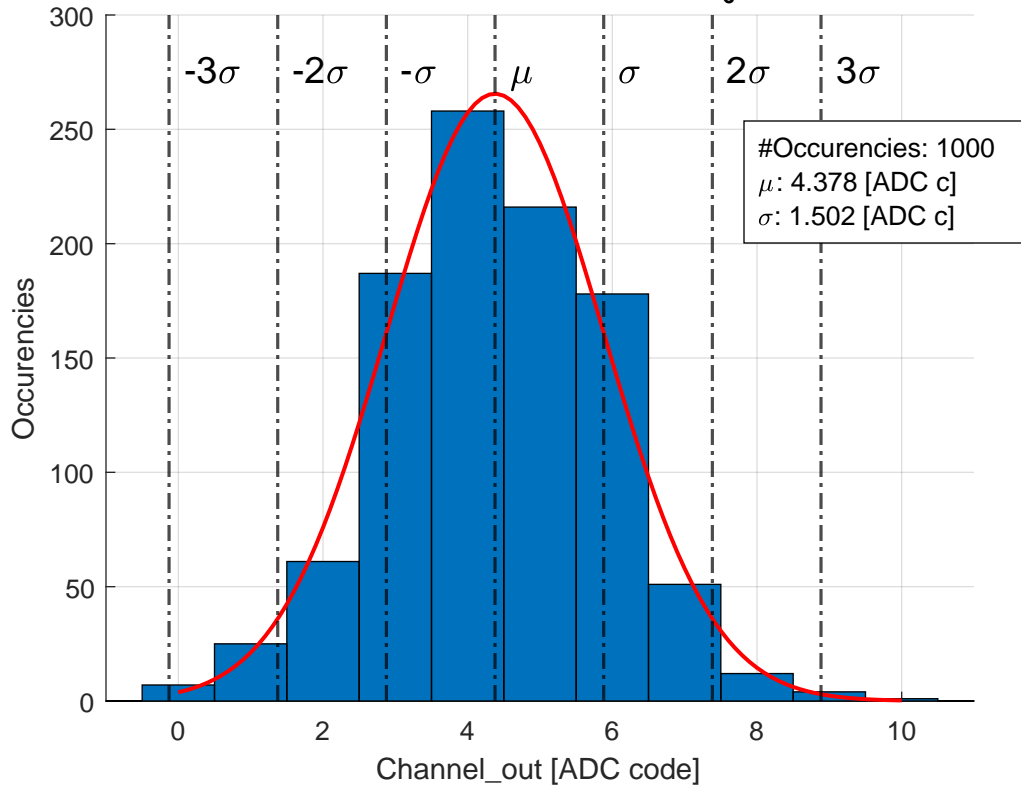 300
-3σ -2σ -σ μ σ 2σ 3σ
250
#Occurencies: 1000
μ: 4.378 [ADC c]
σ: 1.502 [ADC c]
200
150
100
50
0
Occurencies
0 2 4 6 8 10
Channel_out [ADC code]